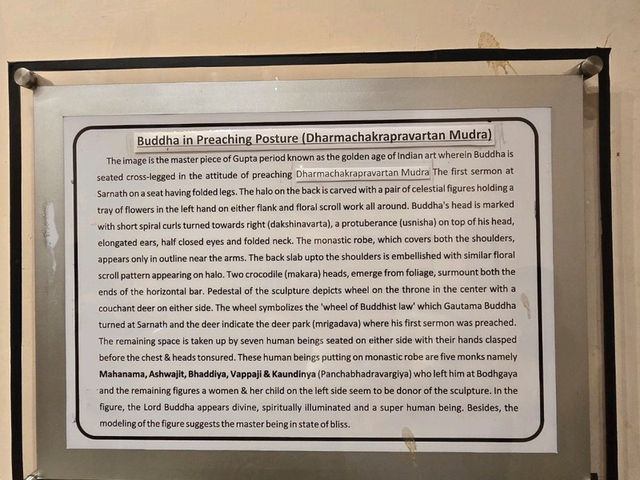 Buddha in Preaching Posture (Dharmachakrapravartan Mudra)
The image is the master piece of Gupta period known as the golden age of Indian art wherein Buddha is
seated cross-legged in the attitude of preaching Dharmachakrapravartan Mudra The first sermon at
Sarnath on a seat having folded legs. The halo on the back is carved with a pair of celestial figures holding a
tray of flowers in the left hand on either flank and floral scroll work all around. Buddha's head is marked
with short spiral curls turned towards right (dakshinavarta), a protuberance (usnisha) on top of his head,
elongated ears, half closed eyes and folded neck. The monastic robe, which covers both the shoulders,
appears only in outline near the arms. The back slab upto the shoulders is embellished with similar floral
scroll pattern appearing on halo. Two crocodile (makara) heads, emerge from foliage, surmount both the
ends of the horizontal bar. Pedestal of the sculpture depicts wheel on the throne in the center with a
couchant deer on either side. The wheel symbolizes the 'wheel of Buddhist law' which Gautama Buddha
turned at Sarnath and the deer indicate the deer park (mrigadava) where his first sermon was preached.
The remaining space is taken up by seven human beings seated on either side with their hands clasped
before the chest & heads tonsured. These human beings putting on monastic robe are five monks namely
Mahanama, Ashwajit, Bhaddiya, Vappaji & Kaundinya (Panchabhadravargiya) who left him at Bodhgaya
and the remaining figures a women & her child on the left side seem to be donor of the sculpture. In the
figure, the Lord Buddha appears divine, spiritually illuminated and a super human being. Besides, the
modeling of the figure suggests the master being in state of bliss.